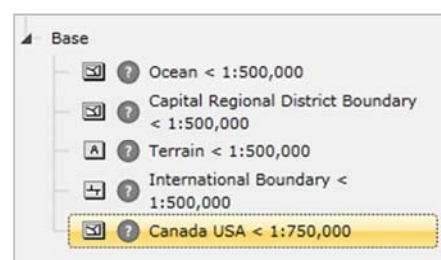 Base
Ocean < 1:500,000
Capital Regional District Boundary
< 1:500,000
A
Terrain < 1:500,000
International Boundary <
1:500,000
Canada USA < 1:750,000